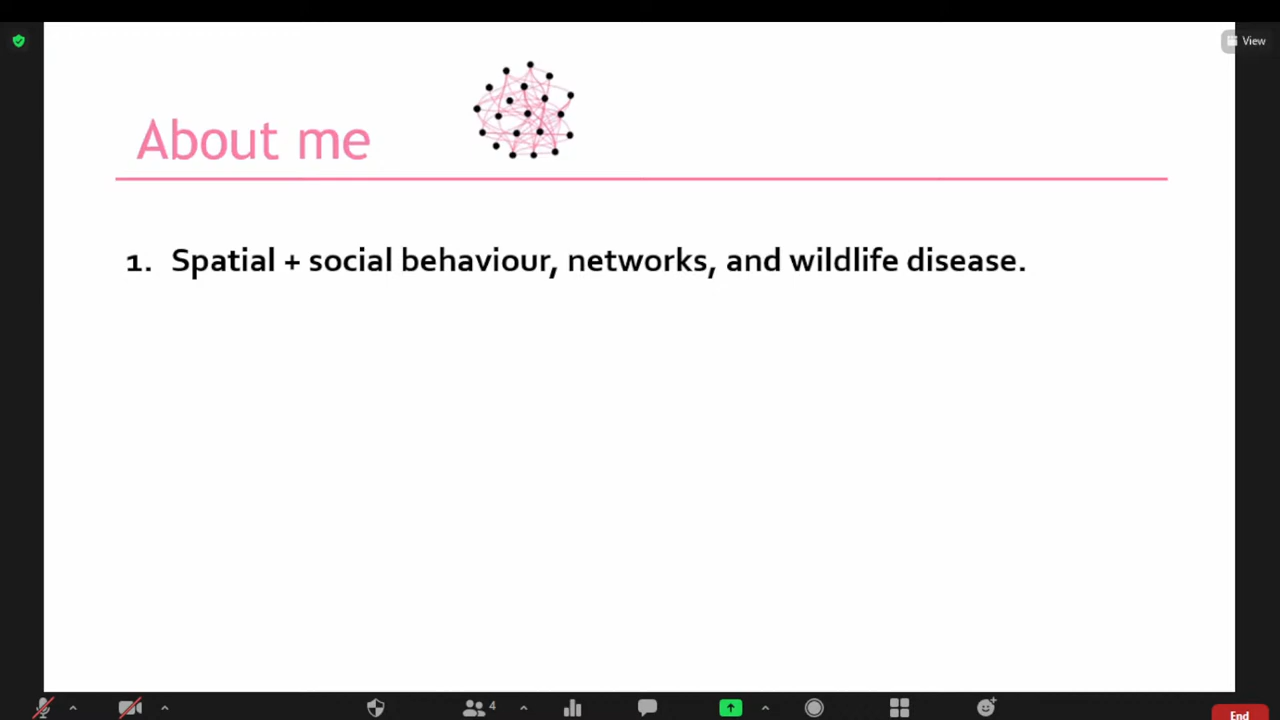 View
About me
1. Spatial + social behaviour, networks, and wildlife disease.
4
End